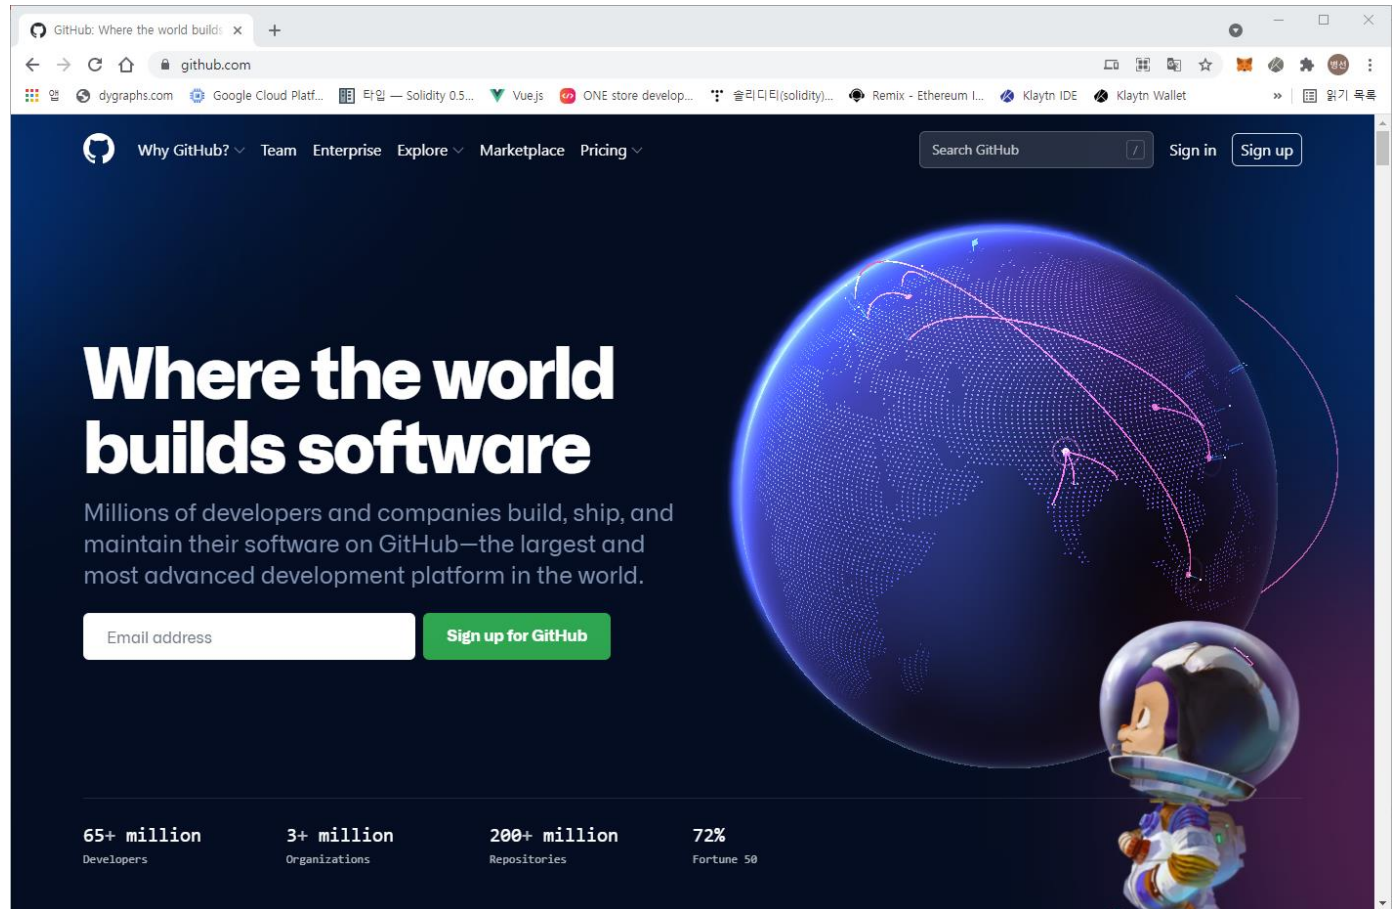 GitHub: Where the world builds
github.com
앱
dygraphs.com
Google Cloud Platf...
타입 — Solidity 0.5...
Vue.js
ONE store develop...
솔리디티(solidity)...
Remix - Ethereum I...
Klaytn IDE
Klaytn Wallet
»
읽기 목록
병선
Why GitHub?
Team
Enterprise
Explore
Marketplace
Pricing
Search GitHub
/
Sign in
Sign up
Where the world
builds software
Millions of developers and companies build, ship, and
maintain their software on GitHub—the largest and
most advanced development platform in the world.
Email address
Sign up for GitHub
65+ million
Developers
3+ million
Organizations
200+ million
Repositories
72%
Fortune 50